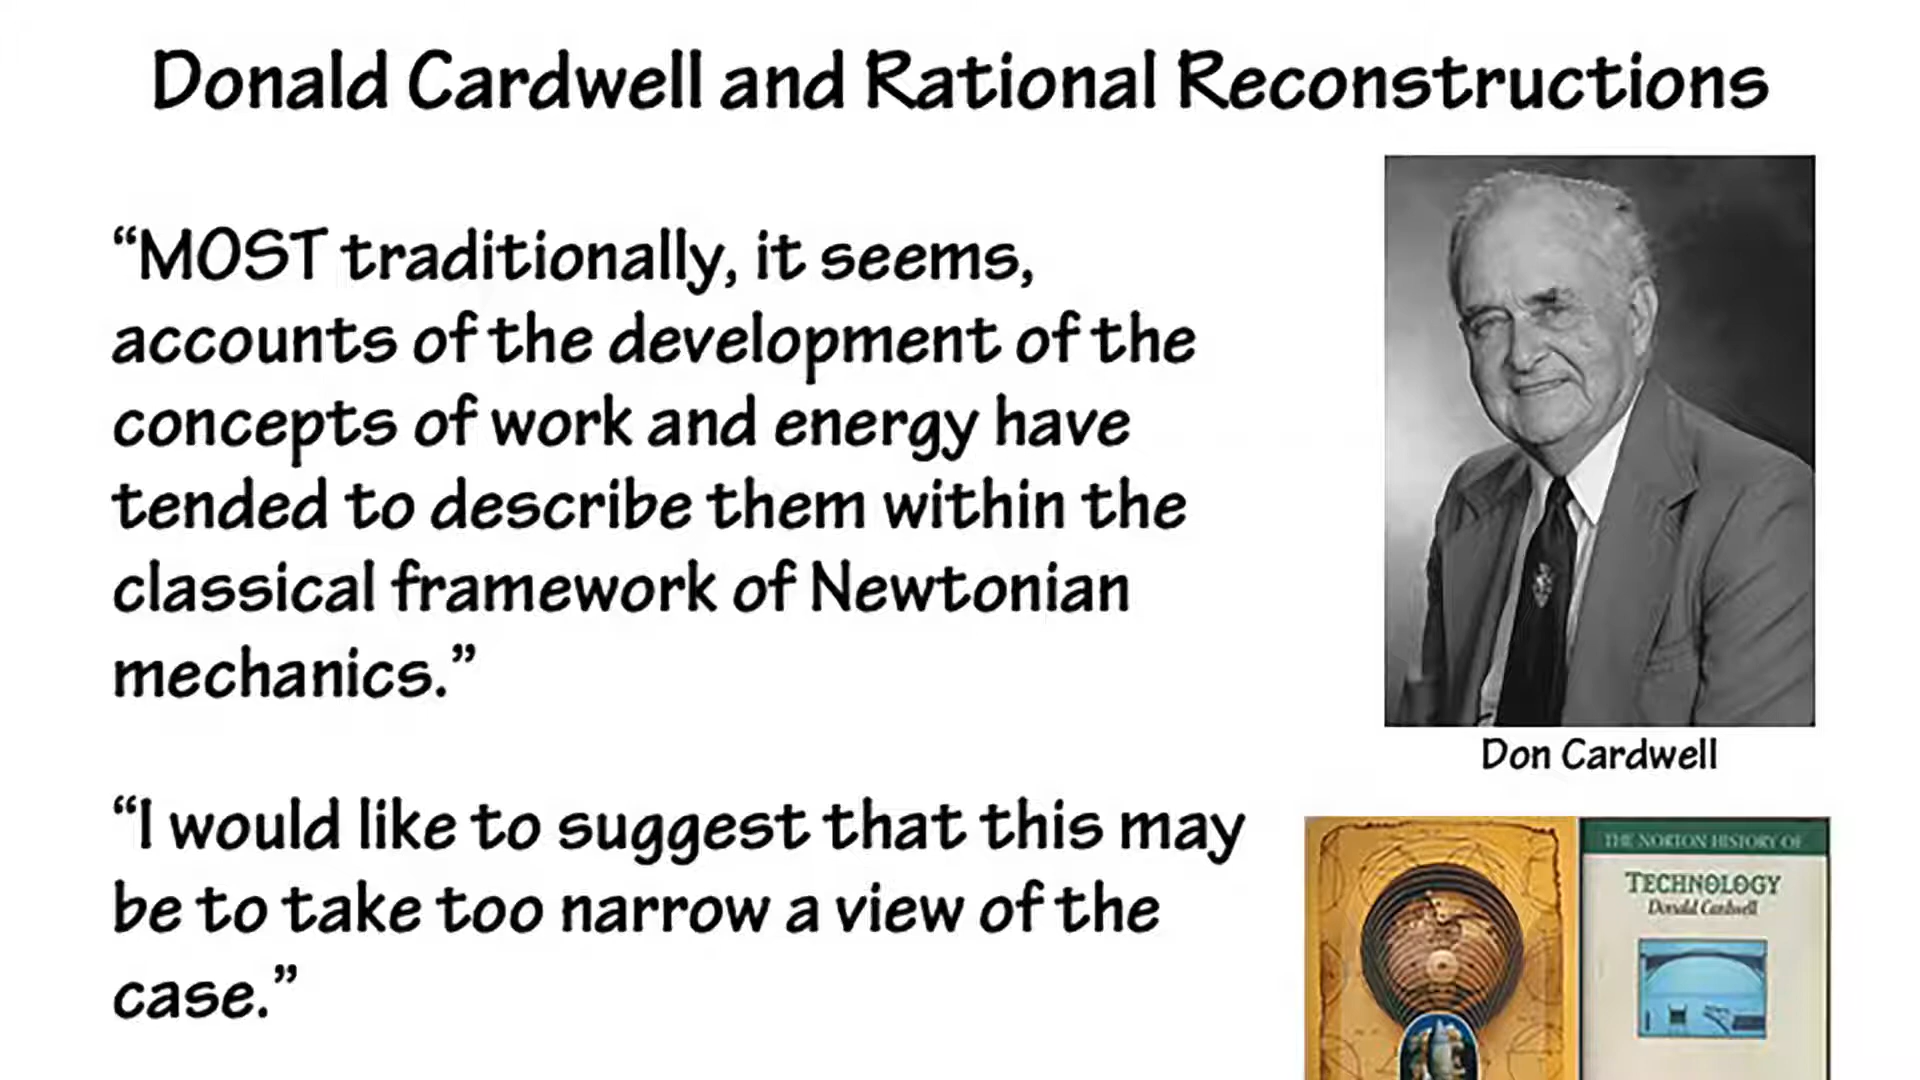 Donald Cardwell and Rational Reconstructions
“MOST traditionally, it seems,
accounts of the development of the
concepts of work and energy have
tended to describe them within the
classical framework of Newtonian
mechanics.”
“I would like to suggest that this may
be to take too narrow a view of the
case.”
Don Cardwell
THE NORTON HISTORY OF
TECHNOLOGY
Donald Cardwell